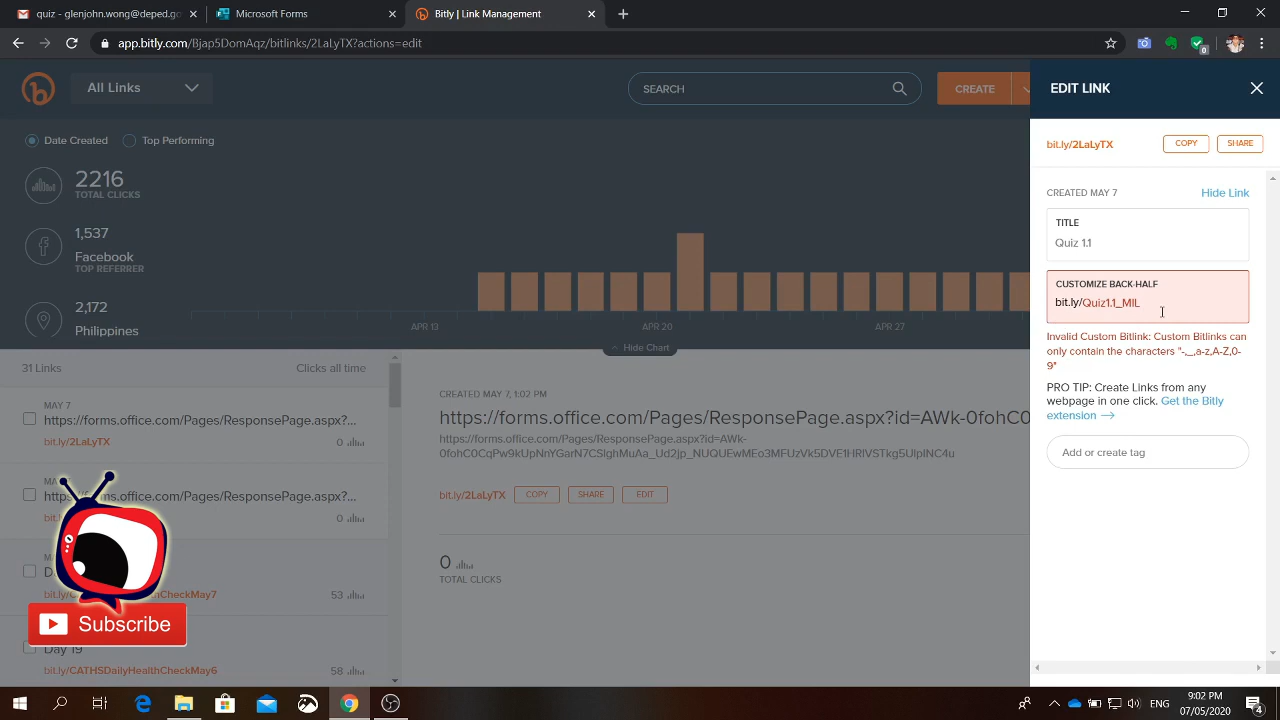 quiz - glenjohn.wong@deped.gc
Microsoft Forms
Bitly | Link Management
app.bitly.com/Bjap5DomAqz/bitlinks/2LaLyTX?actions=edit
0
All Links
SEARCH
CREATE
Date Created
Top Performing
2216
TOTAL CLICKS
1,537
Facebook
TOP REFERRER
2,172
Philippines
APR 13
APR 20
APR 27
Hide Chart
31 Links
Clicks all time
MAY 7
https://forms.office.com/Pages/ResponsePage.aspx?...
bit.ly/2LaLyTX
0
https://forms.office.com/Pages/ResponsePage.aspx?...
0
bit.ly/CATHSDailyHealthCheckMay7
53
Day 19
bit.ly/CATHSDailyHealthCheckMay6
58
Subscribe
CREATED MAY 7, 1:02 PM
https://forms.office.com/Pages/ResponsePage.aspx?id=AWk-0fohC0
https://forms.office.com/Pages/ResponsePage.aspx?id=AWk-
bit.ly/2LaLyTX
COPY
SHARE
EDIT
0
TOTAL CLICKS
EDIT LINK
bit.ly/2LaLyTX
COPY
SHARE
CREATED MAY 7
Hide Link
TITLE
Quiz 1.1
CUSTOMIZE BACK-HALF
bit.ly/Quiz1.1_MIL
Invalid Custom Bitlink: Custom Bitlinks can
only contain the characters "-,_,a-z,A-Z,0-
9"
PRO TIP: Create Links from any
webpage in one click. Get the Bitly
extension →
Add or create tag
ENG
9:02 PM
07/05/2020
4